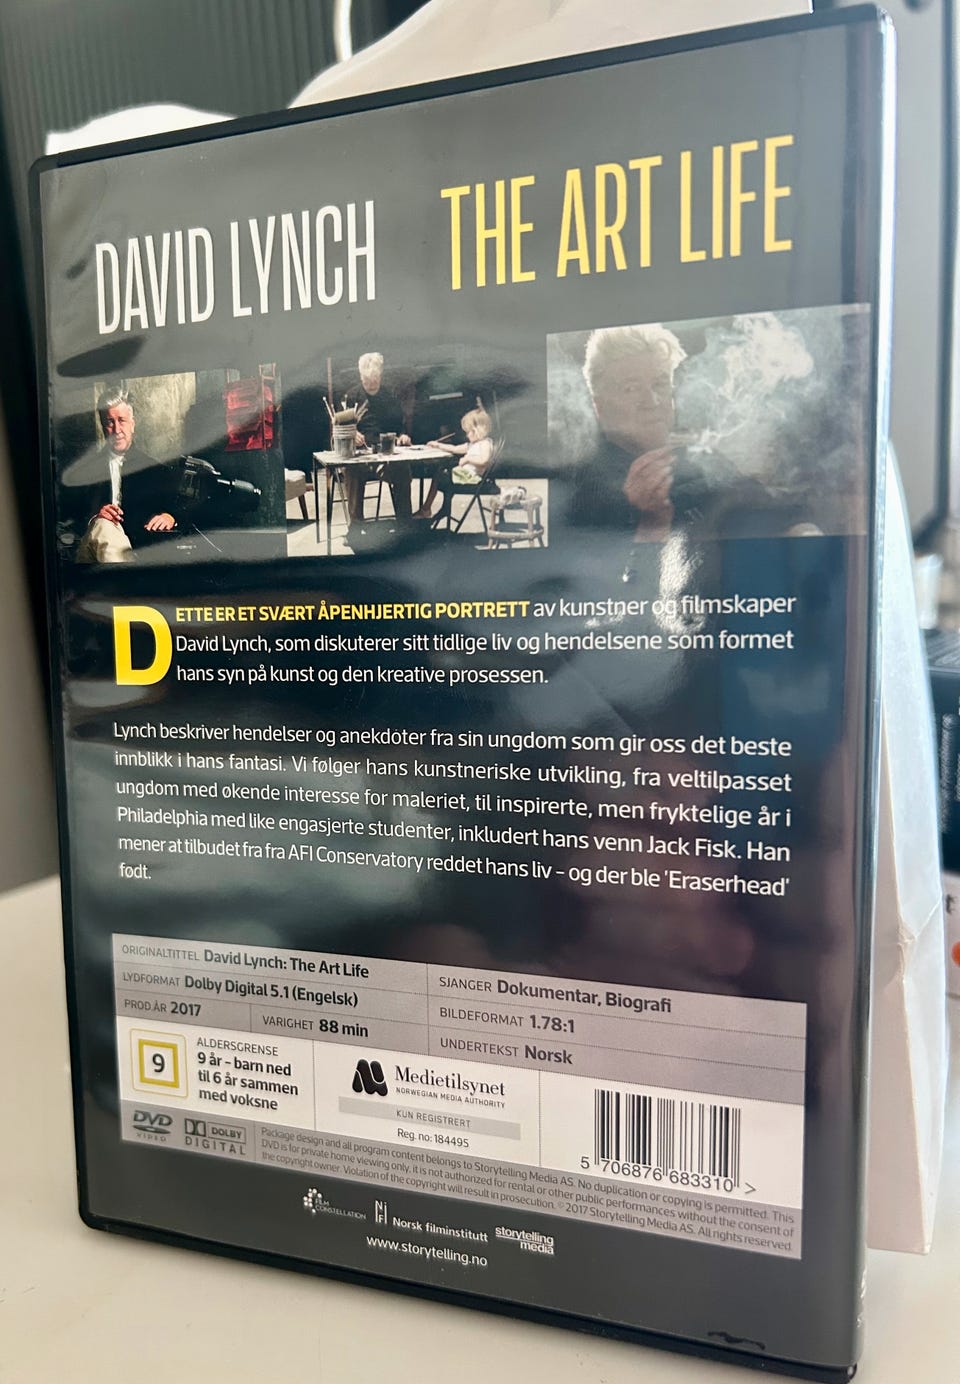 DAVID LYNCH THE ART LIFE
DETTE ER ET SVÆRT ÅPENHJERTIG PORTRETT av kunstner og filmskaper
David Lynch, som diskuterer sitt tidlige liv og hendelsene som formet
hans syn på kunst og den kreative prosessen.
Lynch beskriver hendelser og anekdoter fra sin ungdom som gir oss det beste
innblikk i hans fantasi. Vi følger hans kunstneriske utvikling, fra veltilpasset
ungdom med økende interesse for maleriet, til inspirerte, men fryktelige år i
Philadelphia med like engasjerte studenter, inkludert hans venn Jack Fisk. Han
mener at tilbudet fra fra AFI Conservatory reddet hans liv – og der ble 'Eraserhead'
født.
ORIGINALTITTEL David Lynch: The Art Life
LYDFORMAT Dolby Digital 5.1 (Engelsk)
PROD.ÅR 2017
VARIGHET 88 min
SJANGER Dokumentar, Biografi
BILDEFORMAT 1.78:1
UNDERTEKST Norsk
9
ALDERSGRENSE
9 år – barn ned
til 6 år sammen
med voksne
Medietilsynet
NORWEGIAN MEDIA AUTHORITY
KUN REGISTRERT
Reg. no: 184495
5 706876 683310 >
DVD
VIDEO
DOLBY
DIGITAL
Package design and all program content belongs to Storytelling Media AS. No duplication or copying is permitted. This
DVD is for private home viewing only, it is not authorized for rental or other public performances without the consent of
the copyright owner. Violation of the copyright will result in prosecution. © 2017 Storytelling Media AS. All rights reserved.
FILM
CONSTELLATION
NFI
Norsk filminstitutt
storytelling
media
www.storytelling.no